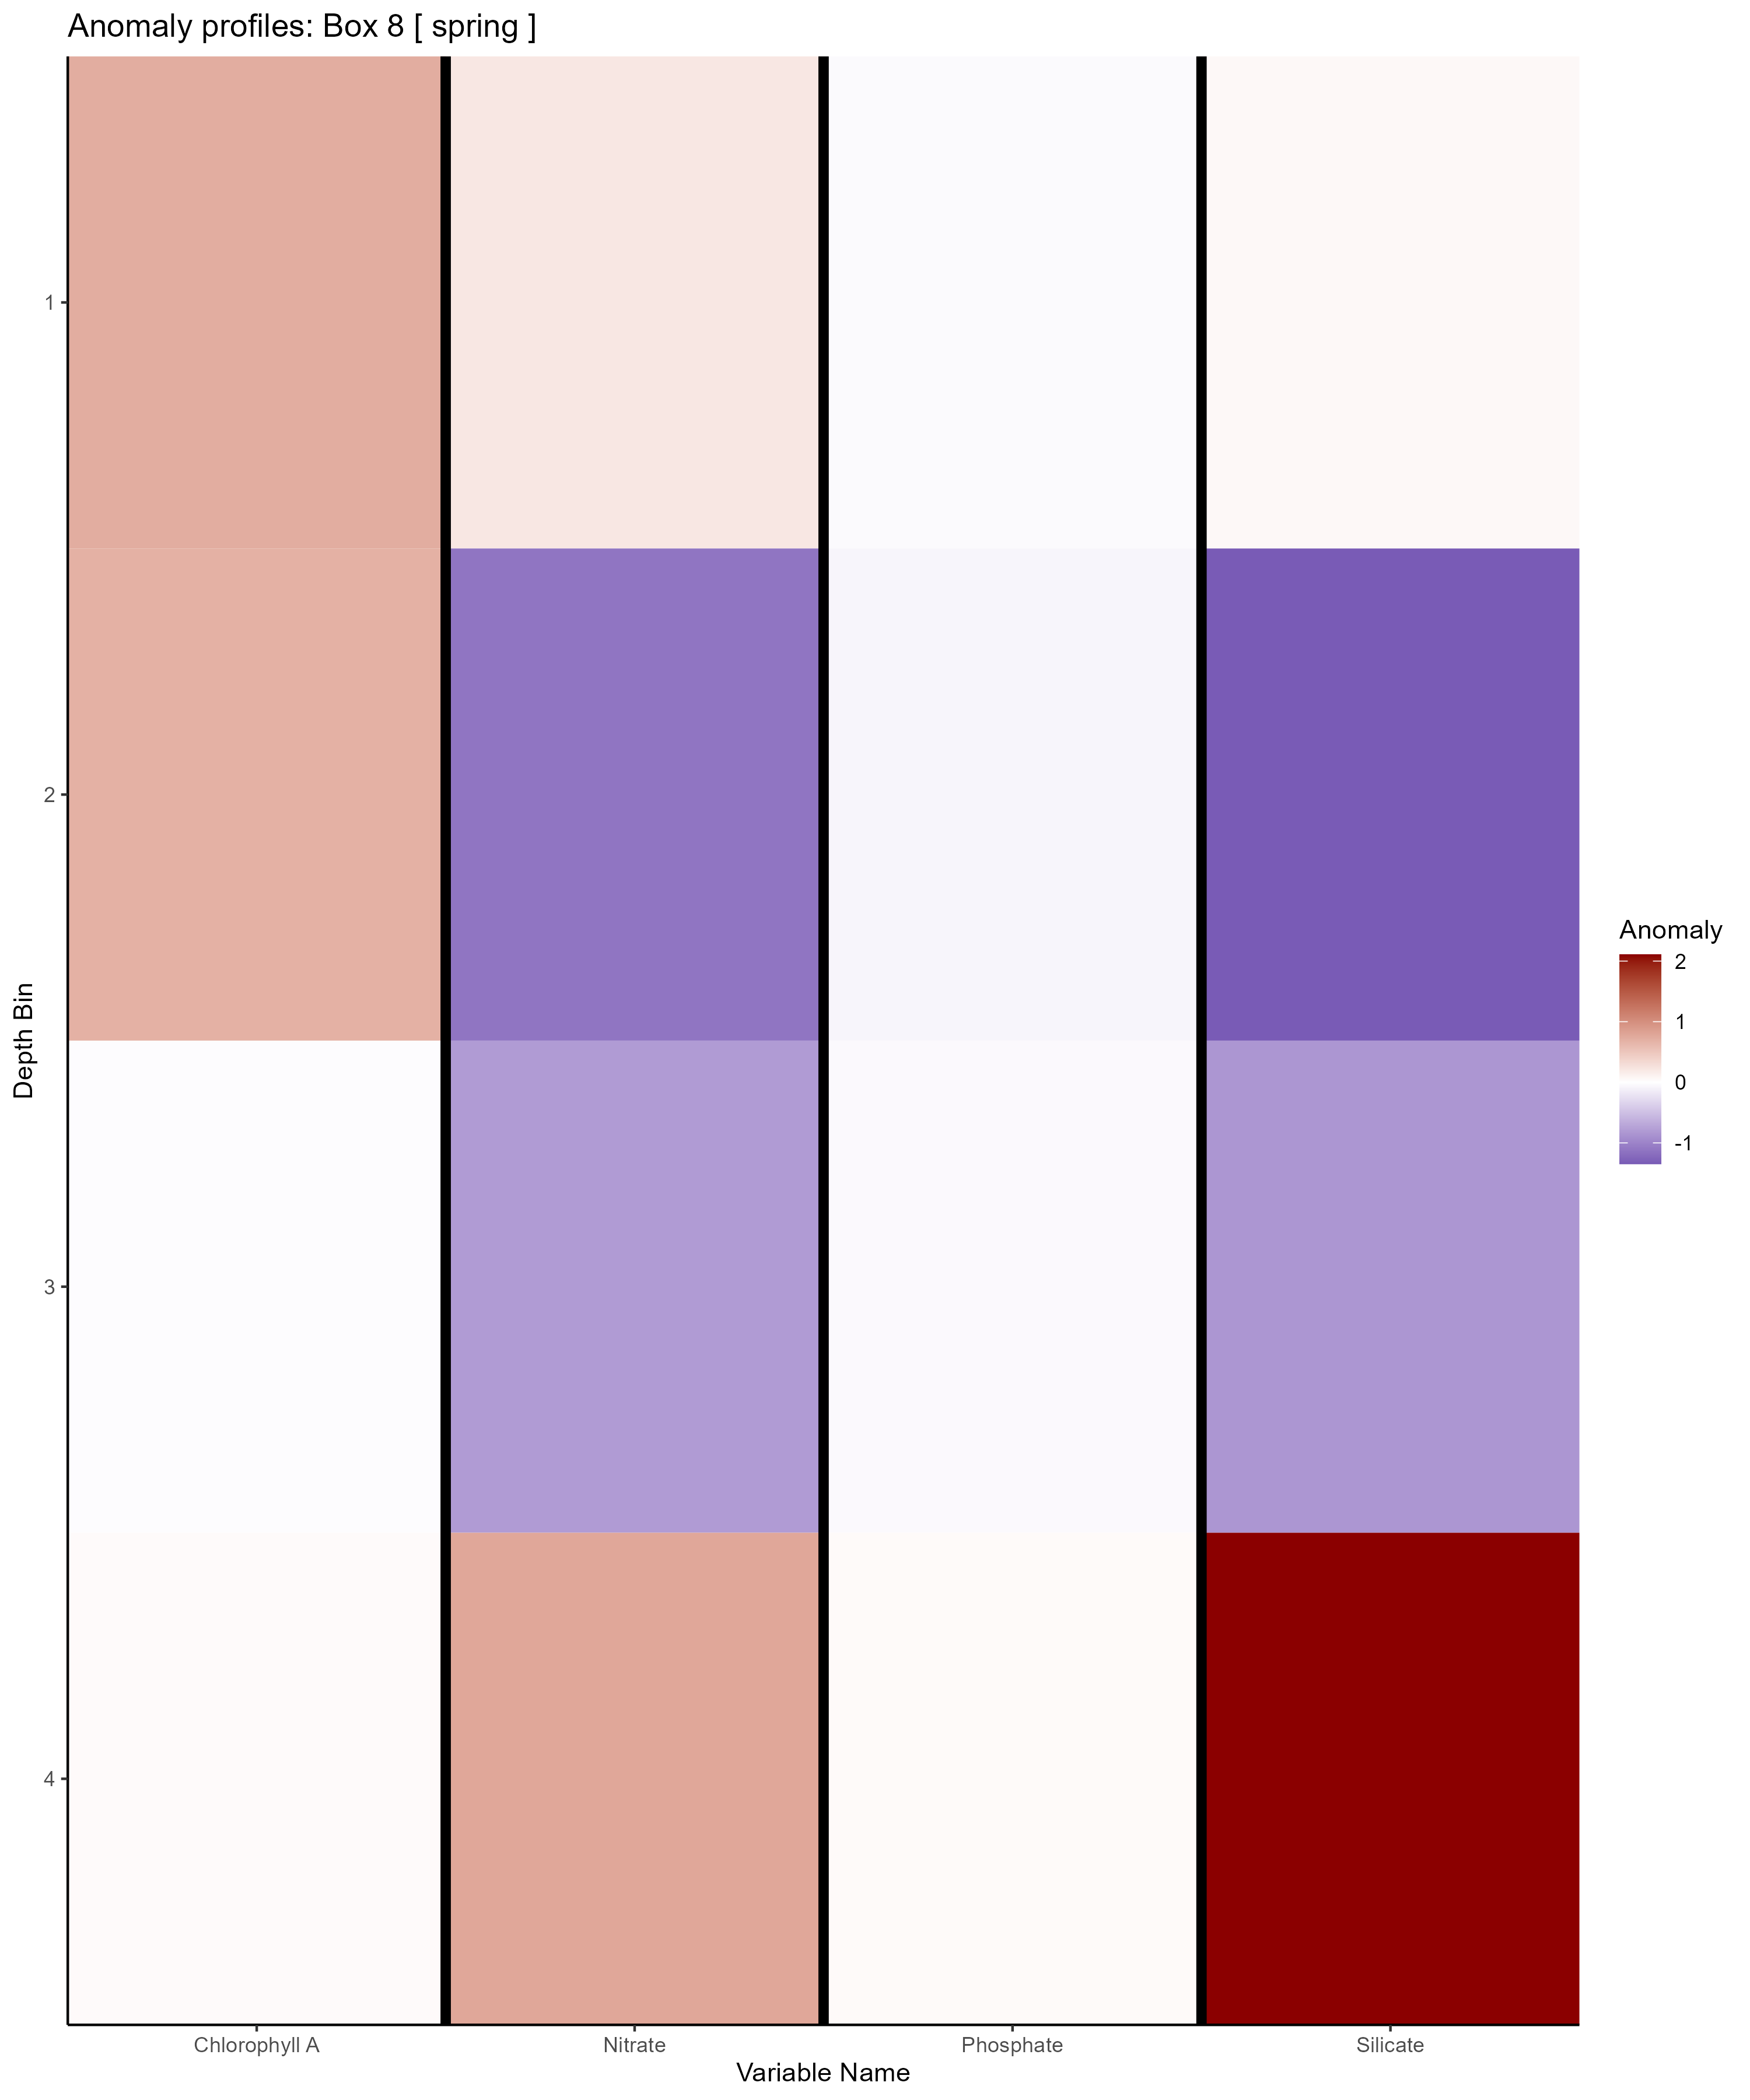 Anomaly profiles: Box 8 [ spring ]
1
2
3
4
Depth Bin
Chlorophyll A
Nitrate
Phosphate
Silicate
Variable Name
Anomaly
2
1
0
-1